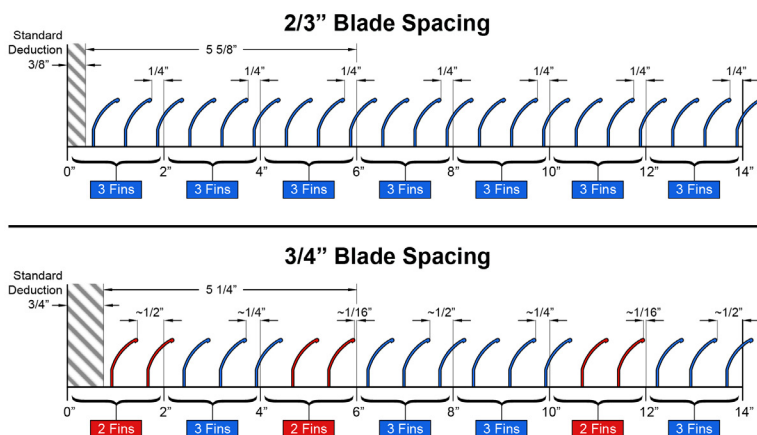 2/3” Blade Spacing
Standard
Deduction
3/8”
5 5/8”
1/4” 1/4” 1/4” 1/4” 1/4” 1/4” 1/4”
0” 2” 4” 6” 8” 10” 12” 14”
3 Fins 3 Fins 3 Fins 3 Fins 3 Fins 3 Fins 3 Fins
3/4” Blade Spacing
Standard
Deduction
3/4”
5 1/4”
~1/2” ~1/4” ~1/16” ~1/2” ~1/4” ~1/16” ~1/2”
0” 2” 4” 6” 8” 10” 12” 14”
2 Fins 3 Fins 2 Fins 3 Fins 3 Fins 2 Fins 3 Fins